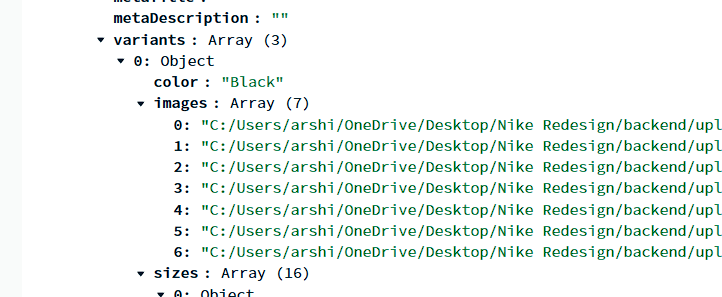 metaDescription : ""
variants : Array (3)
0: Object
color : "Black"
images : Array (7)
0: "C:/Users/arshi/OneDrive/Desktop/Nike Redesign/backend/upl
1: "C:/Users/arshi/OneDrive/Desktop/Nike Redesign/backend/upl
2: "C:/Users/arshi/OneDrive/Desktop/Nike Redesign/backend/upl
3: "C:/Users/arshi/OneDrive/Desktop/Nike Redesign/backend/upl
4: "C:/Users/arshi/OneDrive/Desktop/Nike Redesign/backend/upl
5: "C:/Users/arshi/OneDrive/Desktop/Nike Redesign/backend/upl
6: "C:/Users/arshi/OneDrive/Desktop/Nike Redesign/backend/upl
sizes : Array (16)
0: Object